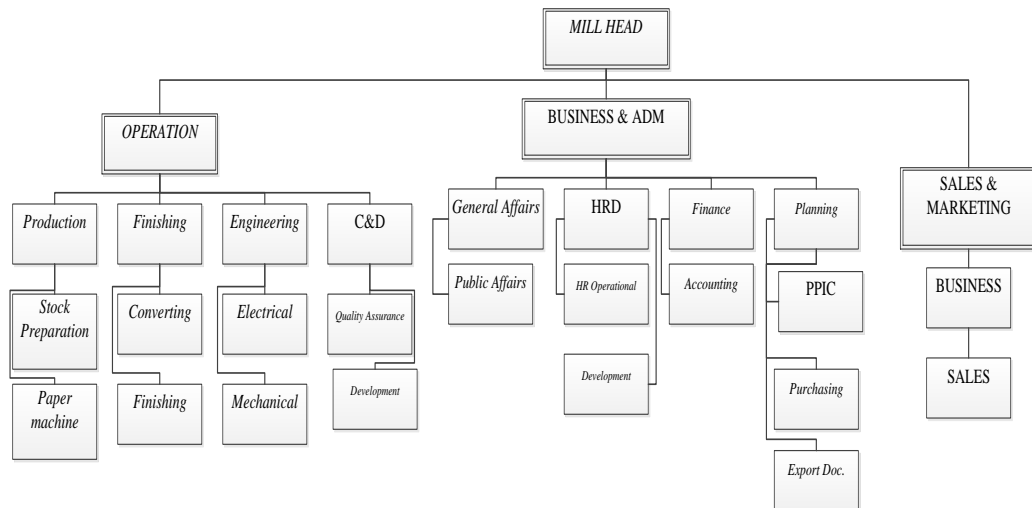 MILL HEAD
OPERATION
BUSINESS & ADM
SALES &
MARKETING
Production
Finishing
Engineering
C&D
General Affairs
HRD
Finance
Planning
Stock
Preparation
Converting
Electrical
Quality Assurance
Public Affairs
HR Operational
Accounting
PPIC
BUSINESS
Paper
machine
Finishing
Mechanical
Development
Development
Purchasing
SALES
Export Doc.